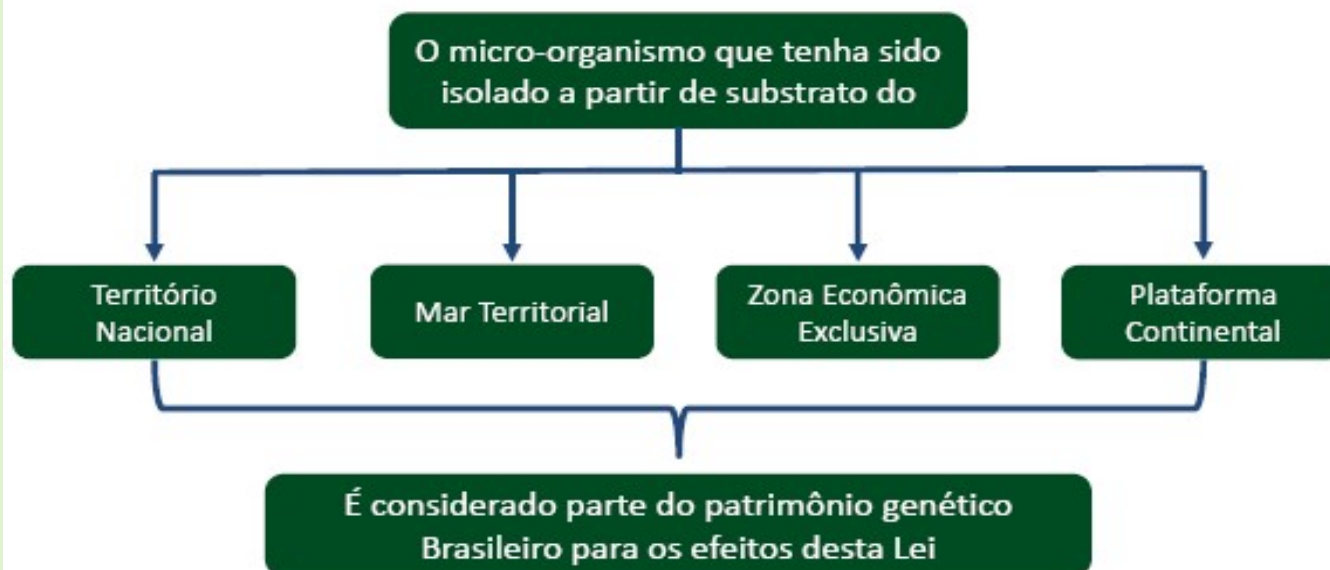 O micro-organismo que tenha sido
isolado a partir de substrato do
Território
Nacional
Mar Territorial
Zona Econômica
Exclusiva
Plataforma
Continental
É considerado parte do patrimônio genético
Brasileiro para os efeitos desta Lei